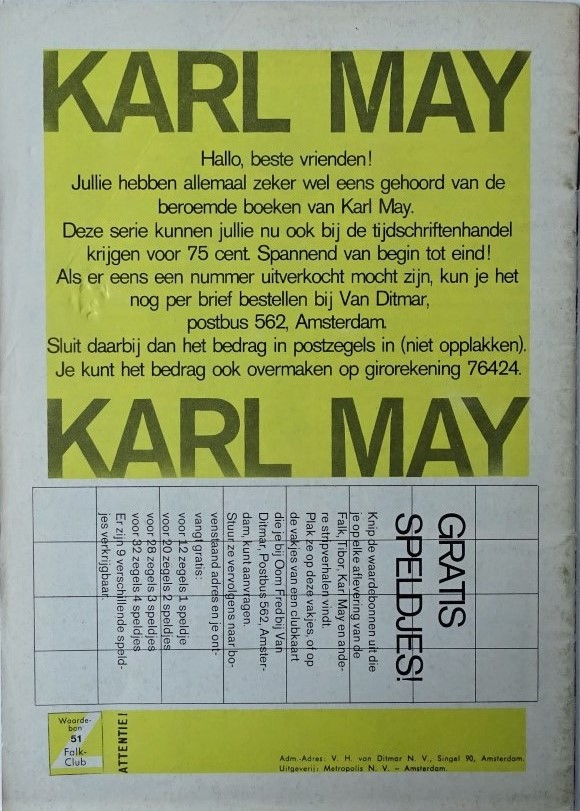 KARL MAY
Hallo, beste vrienden!
Jullie hebben allemaal zeker wel eens gehoord van de
beroemde boeken van Karl May.
Deze serie kunnen jullie nu ook bij de tijdschriftenhandel
krijgen voor 75 cent. Spannend van begin tot eind!
Als er eens een nummer uitverkocht mocht zijn, kun je het
nog per brief bestellen bij Van Ditmar,
postbus 562, Amsterdam.
Sluit daarbij dan het bedrag in postzegels in (niet opplakken).
Je kunt het bedrag ook overmaken op girorekening 76424.
KARL MAY
GRATIS
SPELDJES!
Knip de waardebonnen uit die
je op elke aflevering van de
Falk, Tibor, Karl May en ande-
re stripverhalen vindt.
Plak ze op deze vakjes, of op
de vakjes van een clubkaart
die je bij Oom Fred bij Van
Ditmar, Postbus 562, Amster-
dam, kunt aanvragen.
Stuur ze vervolgens naar bo-
venstaand adres en je ont-
vangt gratis:
voor 12 zegels 1 speldje
voor 20 zegels 2 speldjes
voor 28 zegels 3 speldjes
voor 32 zegels 4 speldjes
Er zijn 9 verschillende speld-
jes verkrijgbaar.
Waarde-
bon
51
Falk-
Club
ATTENTIE!
Adm.-Adres: V. H. van Ditmar N. V., Singel 90, Amsterdam.
Uitgeverij: Metropolis N. V. – Amsterdam.